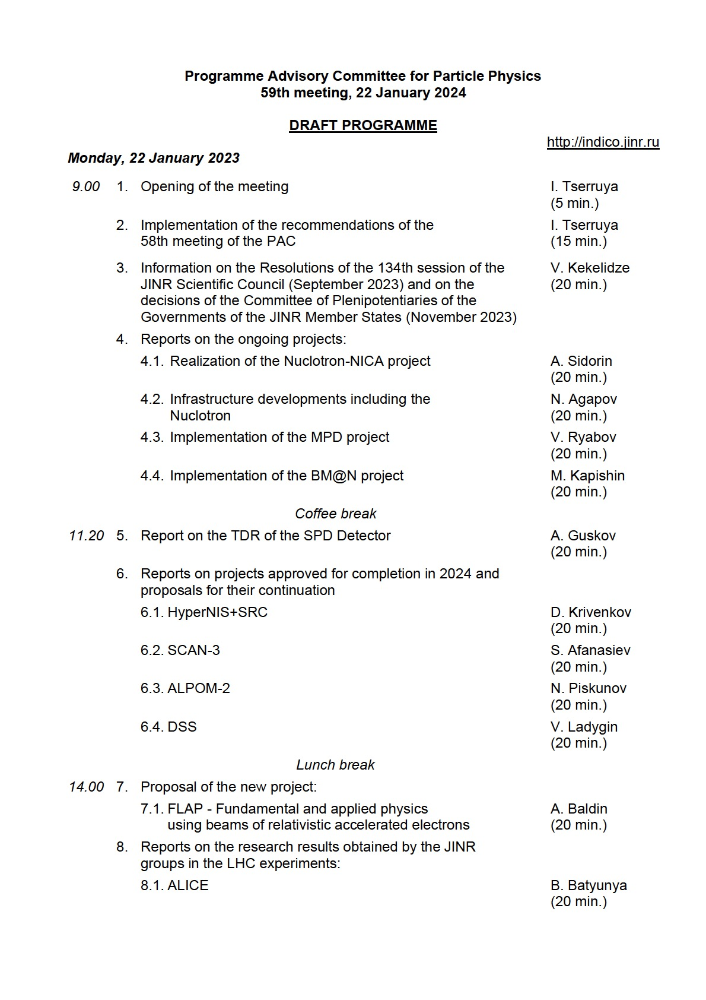 Programme Advisory Committee for Particle Physics
59th meeting, 22 January 2024
DRAFT PROGRAMME
http://indico.jinr.ru
Monday, 22 January 2023
9.00 1. Opening of the meeting I. Tserruya
(5 min.)
2. Implementation of the recommendations of the I. Tserruya
58th meeting of the PAC (15 min.)
3. Information on the Resolutions of the 134th session of the V. Kekelidze
JINR Scientific Council (September 2023) and on the (20 min.)
decisions of the Committee of Plenipotentiaries of the
Governments of the JINR Member States (November 2023)
4. Reports on the ongoing projects:
4.1. Realization of the Nuclotron-NICA project A. Sidorin
(20 min.)
4.2. Infrastructure developments including the N. Agapov
Nuclotron (20 min.)
4.3. Implementation of the MPD project V. Ryabov
(20 min.)
4.4. Implementation of the BM@N project M. Kapishin
(20 min.)
Coffee break
11.20 5. Report on the TDR of the SPD Detector A. Guskov
(20 min.)
6. Reports on projects approved for completion in 2024 and
proposals for their continuation
6.1. HyperNIS+SRC D. Krivenkov
(20 min.)
6.2. SCAN-3 S. Afanasiev
(20 min.)
6.3. ALPOM-2 N. Piskunov
(20 min.)
6.4. DSS V. Ladygin
(20 min.)
Lunch break
14.00 7. Proposal of the new project:
7.1. FLAP - Fundamental and applied physics A. Baldin
using beams of relativistic accelerated electrons (20 min.)
8. Reports on the research results obtained by the JINR
groups in the LHC experiments:
8.1. ALICE B. Batyunya
(20 min.)